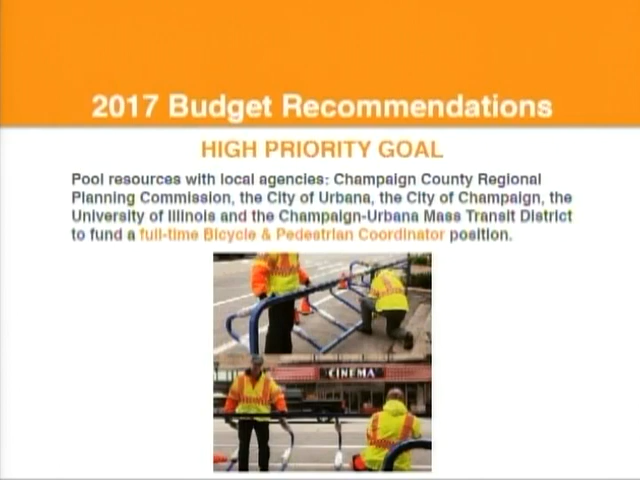 2017 Budget Recommendations
HIGH PRIORITY GOAL
Pool resources with local agencies: Champaign County Regional
Planning Commission, the City of Urbana, the City of Champaign, the
University of Illinois and the Champaign-Urbana Mass Transit District
to fund a full-time Bicycle & Pedestrian Coordinator position.
CINEMA